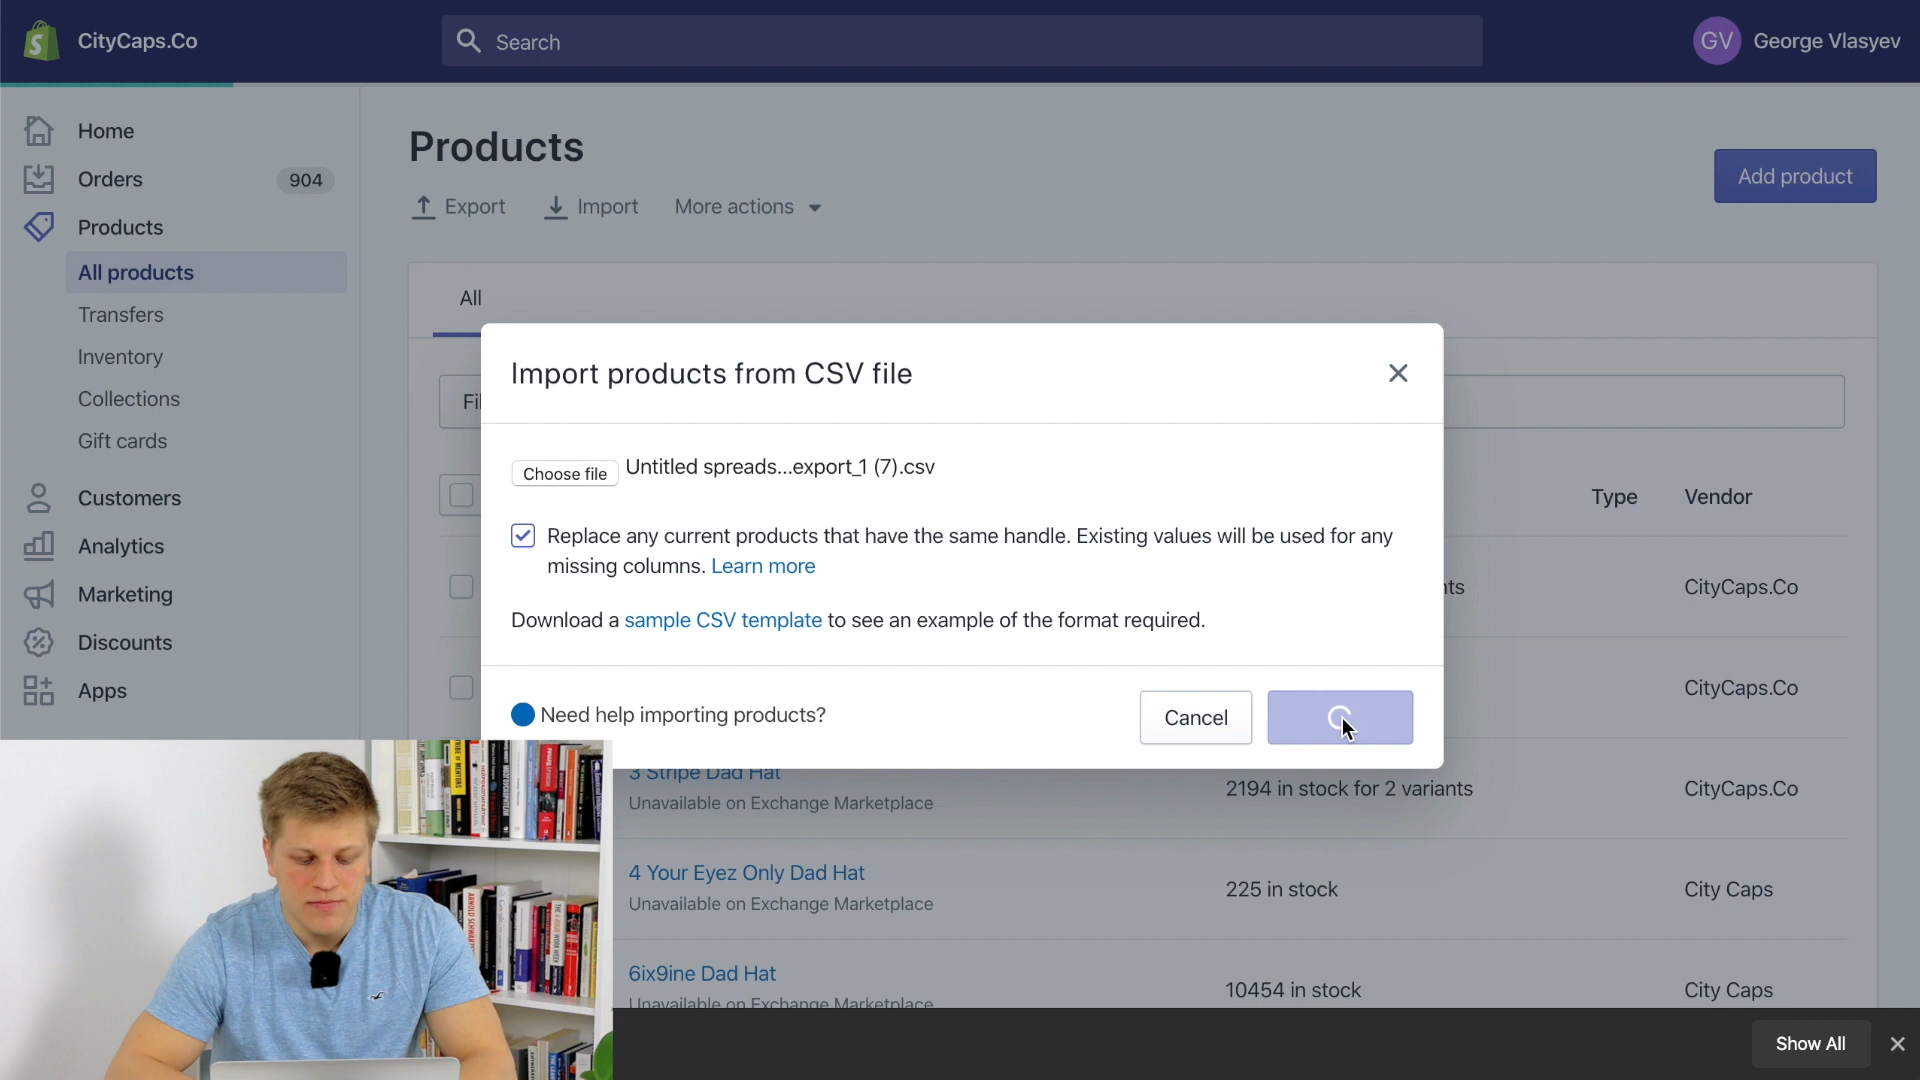 CityCaps.Co
Search
GV George Vlasyev
Home
Orders 904
Products
All products
Transfers
Inventory
Collections
Gift cards
Customers
Analytics
Marketing
Discounts
Apps
Products
Export Import More actions
Add product
All
Type Vendor
CityCaps.Co
CityCaps.Co
Import products from CSV file
Choose file Untitled spreads...export_1 (7).csv
Replace any current products that have the same handle. Existing values will be used for any
missing columns. Learn more
Download a sample CSV template to see an example of the format required.
Need help importing products?
Cancel
3 Stripe Dad Hat
Unavailable on Exchange Marketplace
2194 in stock for 2 variants CityCaps.Co
4 Your Eyez Only Dad Hat
Unavailable on Exchange Marketplace
225 in stock City Caps
6ix9ine Dad Hat
Unavailable on Exchange Marketplace
10454 in stock City Caps
Show All